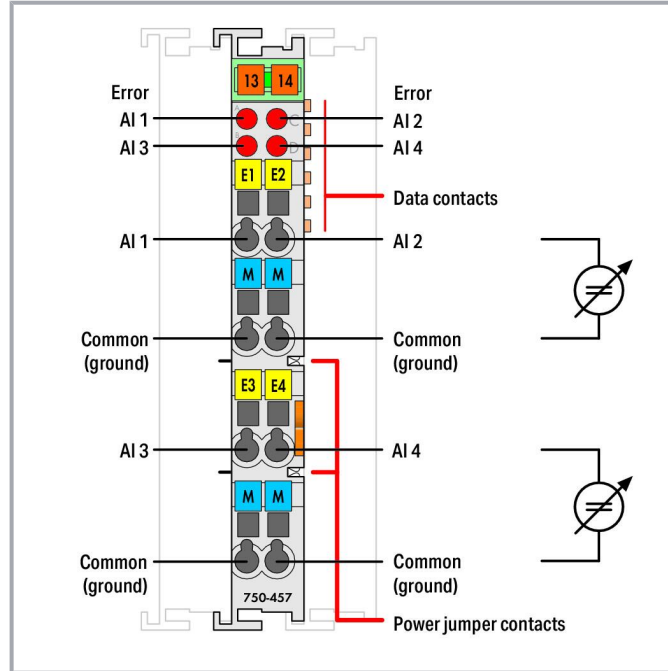 13 14
Error
Error
A C
AI 1
AI 2
B D
AI 3
AI 4
E1 E2
Data contacts
AI 1
AI 2
M M
Common
(ground)
Common
(ground)
E3 E4
AI 3
AI 4
M M
Common
(ground)
Common
(ground)
750-457
Power jumper contacts